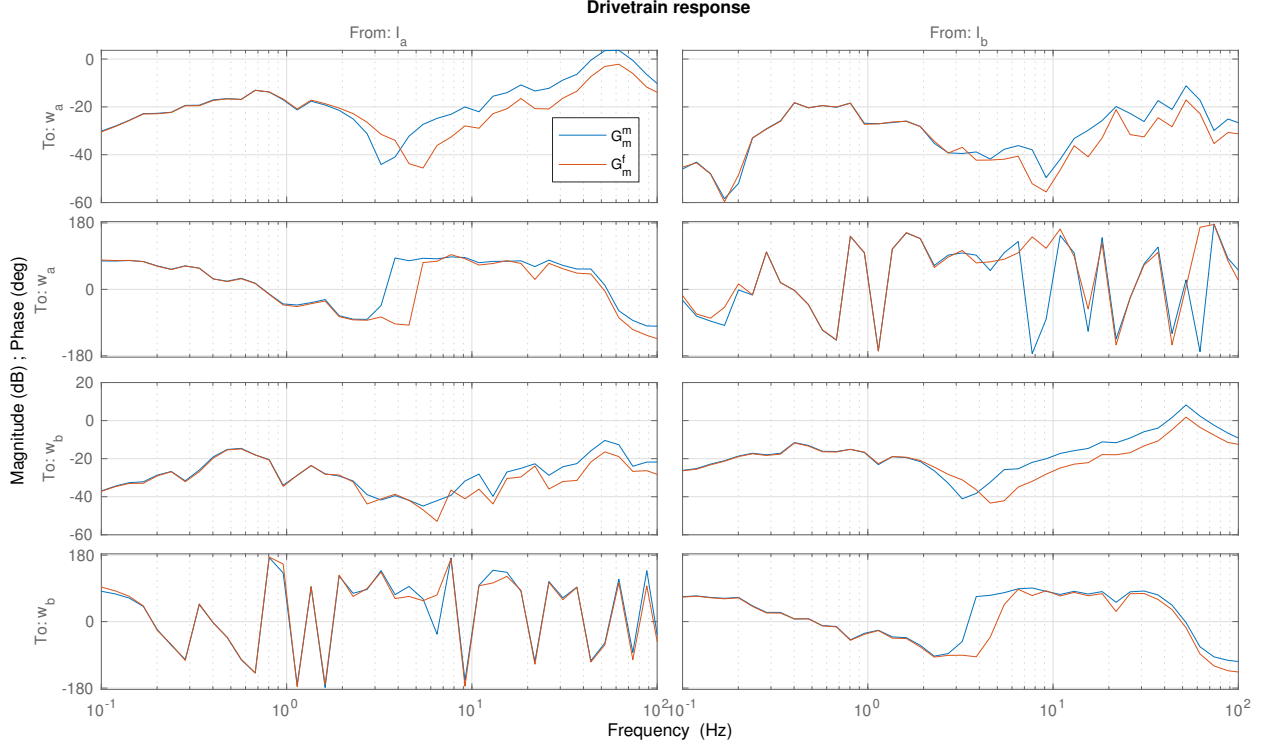 Drivetrain response
From: I_a
From: I_b
Magnitude (dB) ; Phase (deg)
To: w_a
0
-20
-40
-60
G_m^m
G_m^f
To: w_a
180
0
-180
To: w_b
20
0
-20
-40
-60
To: w_b
180
0
-180
10^-1
10^0
10^1
10^2
10^-1
10^0
10^1
10^2
Frequency (Hz)